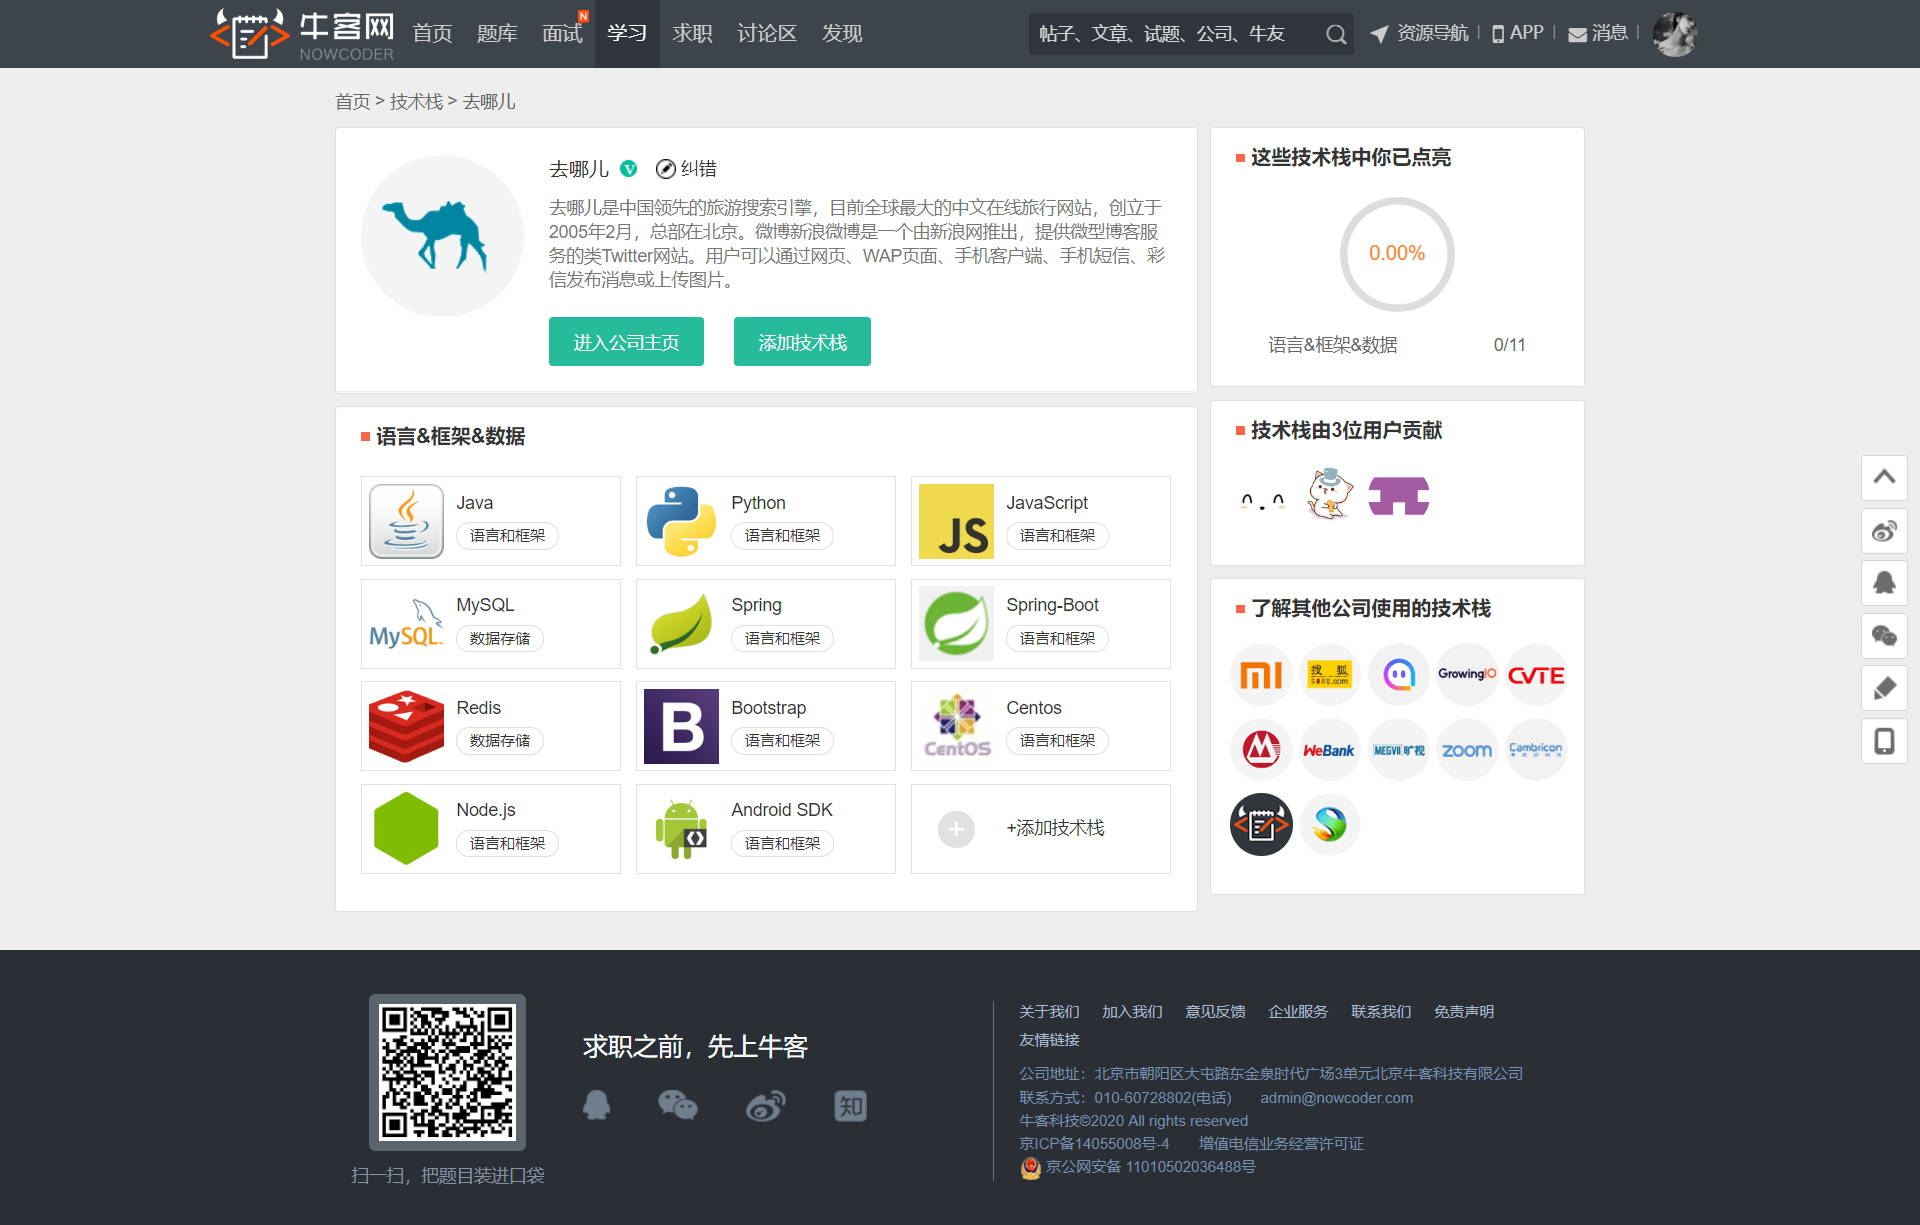 牛客网
NOWCODER
首页 题库 面试 N 学习 求职 讨论区 发现
帖子、文章、试题、公司、牛友
资源导航 APP 消息
首页 > 技术栈 > 去哪儿
去哪儿 V 纠错
去哪儿是中国领先的旅游搜索引擎，目前全球最大的中文在线旅行网站，创立于
2005年2月，总部在北京。微博新浪微博是一个由新浪网推出，提供微型博客服
务的类Twitter网站。用户可以通过网页、WAP页面、手机客户端、手机短信、彩
信发布消息或上传图片。
进入公司主页 添加技术栈
语言&框架&数据
Java
语言和框架
Python
语言和框架
JS
JavaScript
语言和框架
MySQL
MySQL
数据存储
Spring
语言和框架
Spring-Boot
语言和框架
Redis
数据存储
B
Bootstrap
语言和框架
CentOS
Centos
语言和框架
Node.js
语言和框架
Android SDK
语言和框架
+添加技术栈
这些技术栈中你已点亮
0.00%
语言&框架&数据 0/11
技术栈由3位用户贡献
了解其他公司使用的技术栈
搜狐
SOHU.com
GrowingIO
CVTE
WeBank
MEGVII 旷视
zoom
Cambricon
求职之前，先上牛客
知
扫一扫，把题目装进口袋
关于我们 加入我们 意见反馈 企业服务 联系我们 免责声明
友情链接
公司地址：北京市朝阳区大屯路东金泉时代广场3单元北京牛客科技有限公司
联系方式：010-60728802(电话) admin@nowcoder.com
牛客科技©2020 All rights reserved
京ICP备14055008号-4 增值电信业务经营许可证
京公网安备 11010502036488号